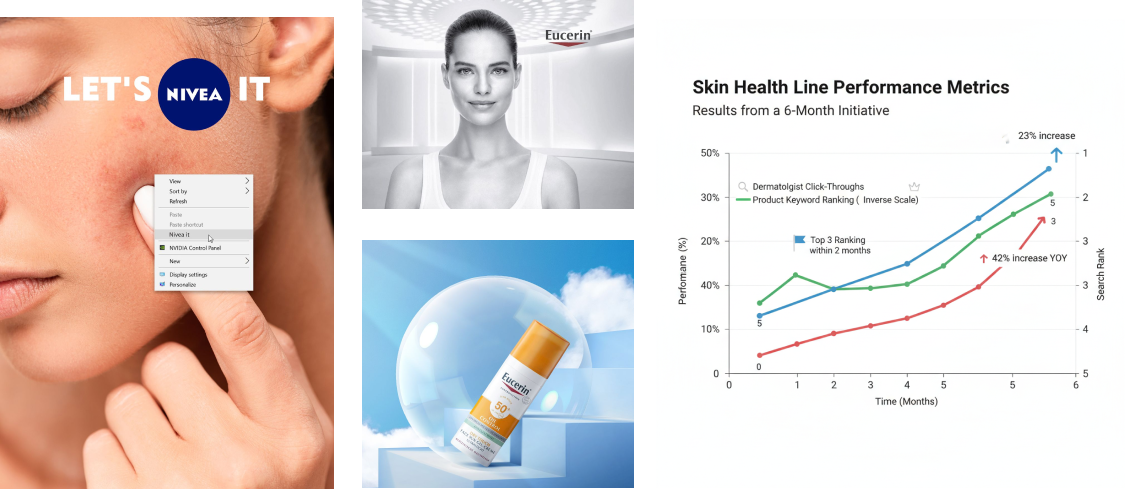 LET'S NIVEA IT
View
Sort by
Refresh
Paste
Paste shortcut
Nivea it
NVIDIA Control Panel
New
Display settings
Personalize
Eucerin
Eucerin
50+
Skin Health Line Performance Metrics
Results from a 6-Month Initiative
23% increase
50%
30%
20%
40%
10%
0
Perfomane (%)
Dermatolgist Click-Throughs
Product Keyword Ranking ( Inverse Scale)
Top 3 Ranking
within 2 months
42% increase YOY
5
0
5
3
1
2
3
3
4
5
Search Rank
0 1 2 3 4 5 5 6
Time (Months)